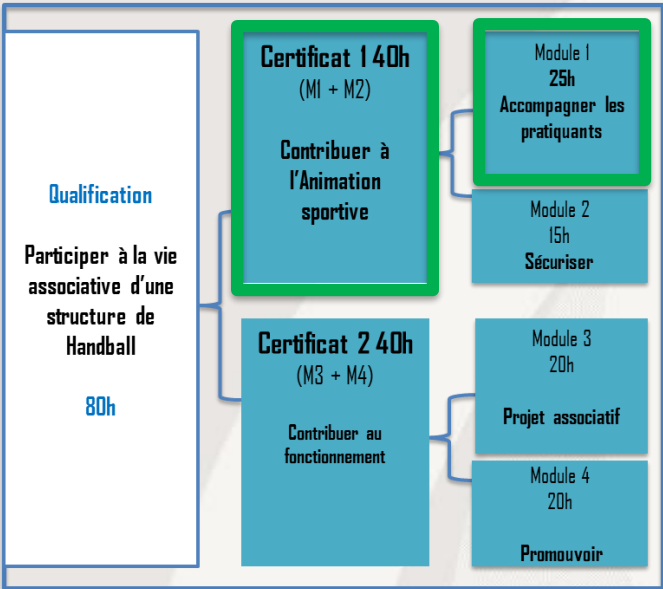 Qualification
Participer à la vie
associative d'une
structure de
Handball
80h
Certificat 1 40h
(M1 + M2)
Contribuer à
l'Animation
sportive
Module 1
25h
Accompagner les
pratiquants
Module 2
15h
Sécuriser
Certificat 2 40h
(M3 + M4)
Contribuer au
fonctionnement
Module 3
20h
Projet associatif
Module 4
20h
Promouvoir